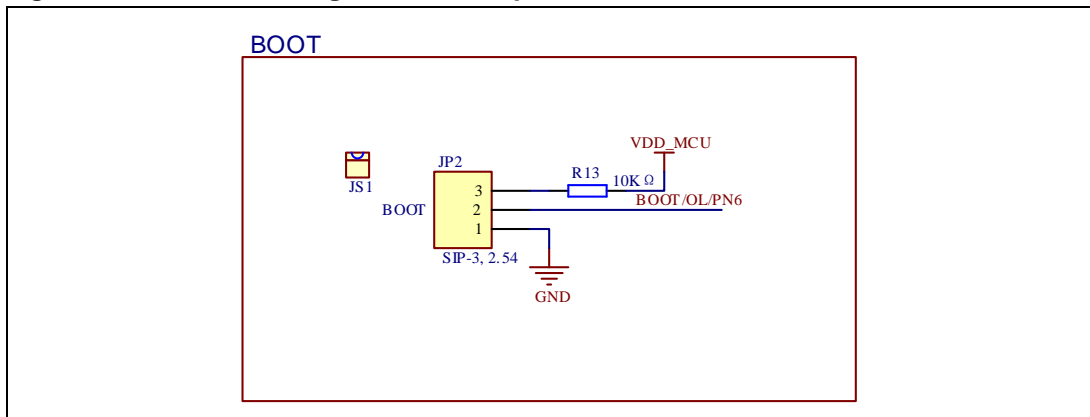 BOOT
VDD_MCU
JP2
R13
10K Ω
JS1
3
BOOT/OL/PN6
BOOT
2
1
SIP-3, 2.54
GND